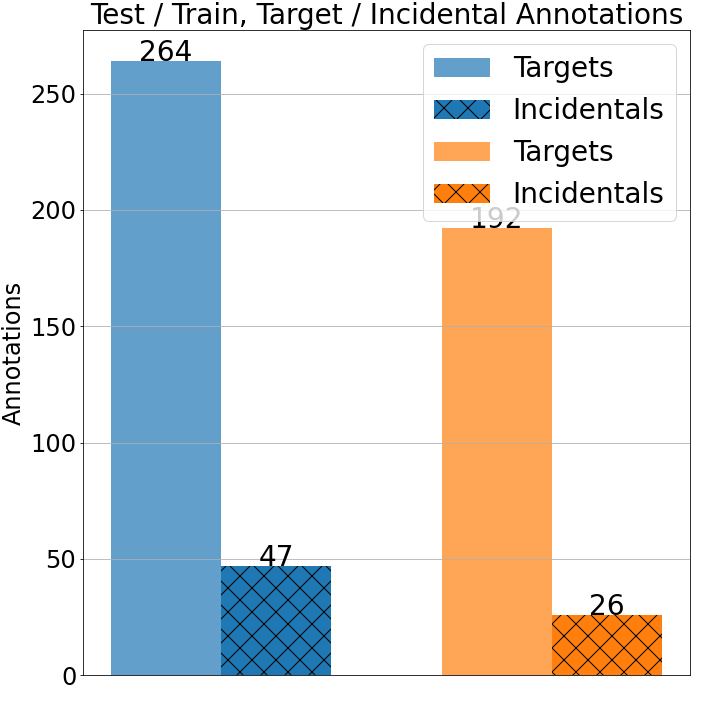 Test / Train, Target / Incidental Annotations
264
Targets
Incidentals
Targets
Incidentals
192
47
26
Annotations
250
200
150
100
50
0